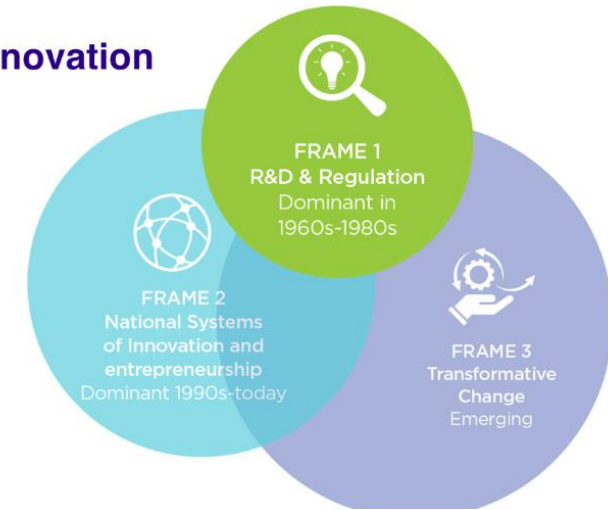 novation
FRAME 1
R&D & Regulation
Dominant in
1960s-1980s
FRAME 2
National Systems
of Innovation and
entrepreneurship
Dominant 1990s-today
FRAME 3
Transformative
Change
Emerging